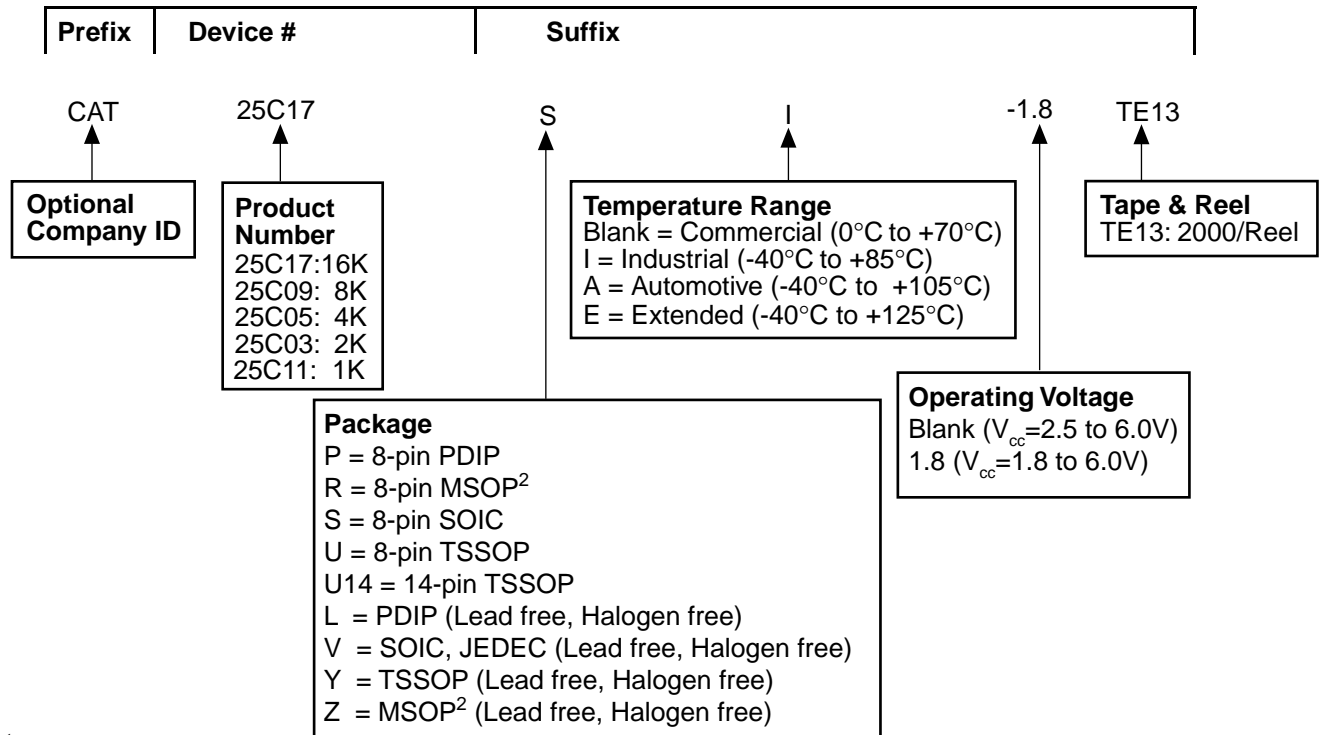 Prefix Device # Suffix
CAT 25C17 S I -1.8 TE13
Optional
Company ID
Product
Number
25C17:16K
25C09: 8K
25C05: 4K
25C03: 2K
25C11: 1K
Temperature Range
Blank = Commercial (0°C to +70°C)
I = Industrial (-40°C to +85°C)
A = Automotive (-40°C to +105°C)
E = Extended (-40°C to +125°C)
Tape & Reel
TE13: 2000/Reel
Package
P = 8-pin PDIP
R = 8-pin MSOP²
S = 8-pin SOIC
U = 8-pin TSSOP
U14 = 14-pin TSSOP
L = PDIP (Lead free, Halogen free)
V = SOIC, JEDEC (Lead free, Halogen free)
Y = TSSOP (Lead free, Halogen free)
Z = MSOP² (Lead free, Halogen free)
Operating Voltage
Blank (Vcc=2.5 to 6.0V)
1.8 (Vcc=1.8 to 6.0V)